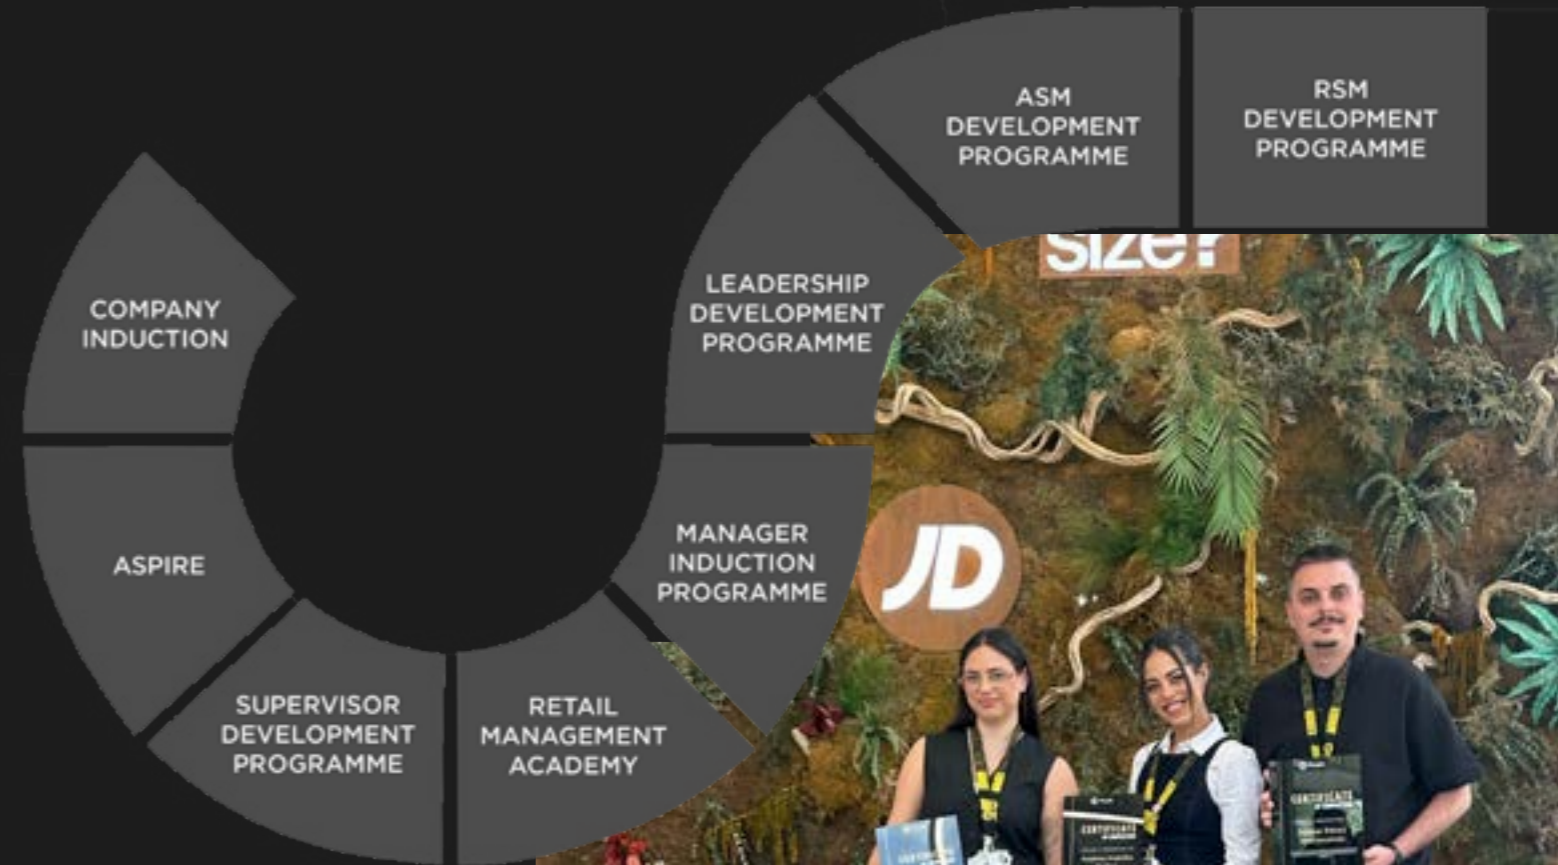 COMPANY
INDUCTION
ASPIRE
SUPERVISOR
DEVELOPMENT
PROGRAMME
RETAIL
MANAGEMENT
ACADEMY
MANAGER
INDUCTION
PROGRAMME
LEADERSHIP
DEVELOPMENT
PROGRAMME
ASM
DEVELOPMENT
PROGRAMME
RSM
DEVELOPMENT
PROGRAMME
size?
JD
CERTIFICATE
CERTIFICATE
CERTIFICATE